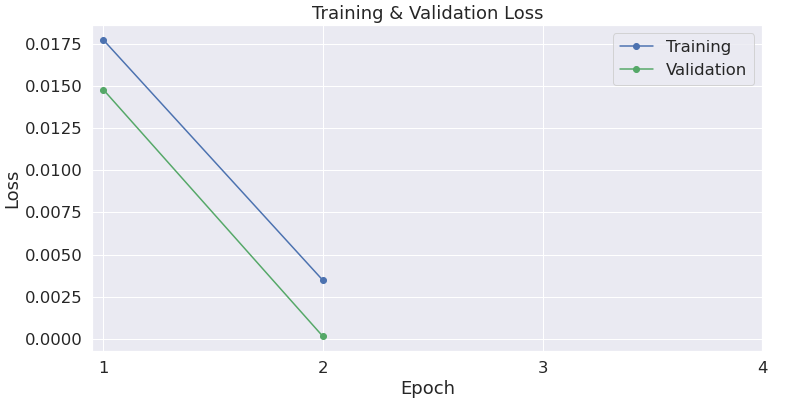 Training & Validation Loss
Training
Validation
0.0175
0.0150
0.0125
0.0100
0.0075
0.0050
0.0025
0.0000
Loss
1 2 3 4
Epoch